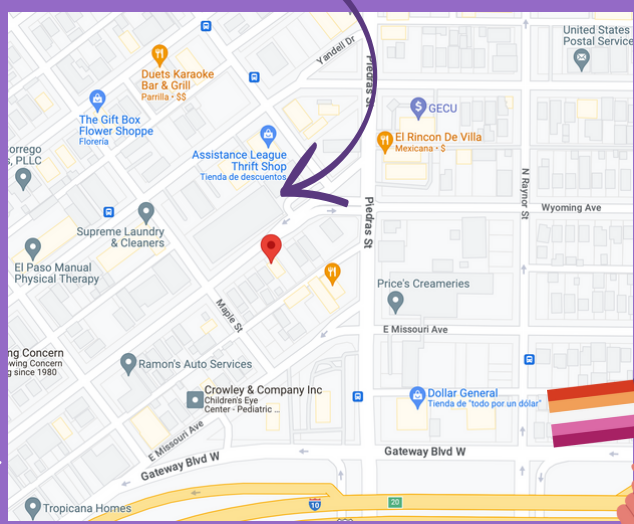 United States
Postal Service
Yandell Dr
Piedras St
Duets Karaoke
Bar & Grill
Parrilla • $$
The Gift Box
Flower Shoppe
Florería
GECU
El Rincon De Villa
Mexicana • $
Assistance League
Thrift Shop
Tienda de descuentos
orrego
s, PLLC
N Raynor St
Wyoming Ave
Piedras St
Supreme Laundry
& Cleaners
El Paso Manual
Physical Therapy
Price's Creameries
Maple St
E Missouri Ave
ng Concern
owing Concern
g since 1980
Ramon's Auto Services
Crowley & Company Inc
Children's Eye
Center - Pediatric ...
Dollar General
Tienda de "todo por un dólar"
E Missouri Ave
Gateway Blvd W
Gateway Blvd W
Tropicana Homes
10
20